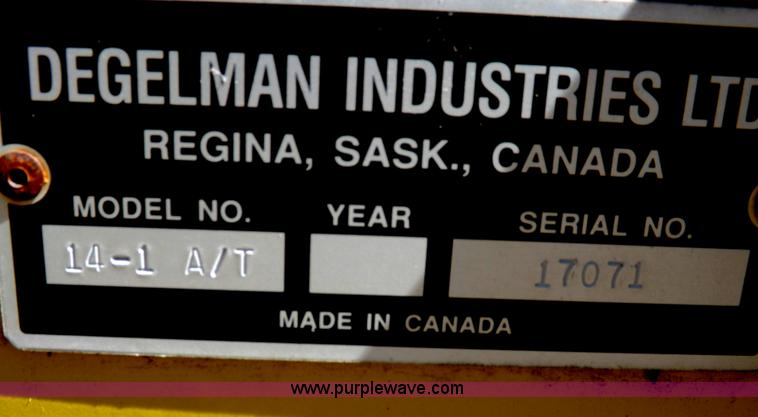 DEGELMAN INDUSTRIES LTD
REGINA, SASK., CANADA
MODEL NO. YEAR SERIAL NO.
14-1 A/T 17071
MADE IN CANADA
www.purplewave.com